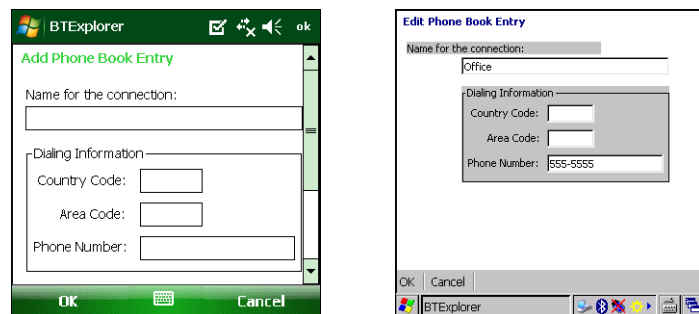 BTExplorer ok
Add Phone Book Entry
Name for the connection:
Dialing Information
Country Code:
Area Code:
Phone Number:
OK Cancel
Edit Phone Book Entry
Name for the connection:
Office
Dialing Information
Country Code:
Area Code:
Phone Number: 555-5555
OK Cancel
BTExplorer